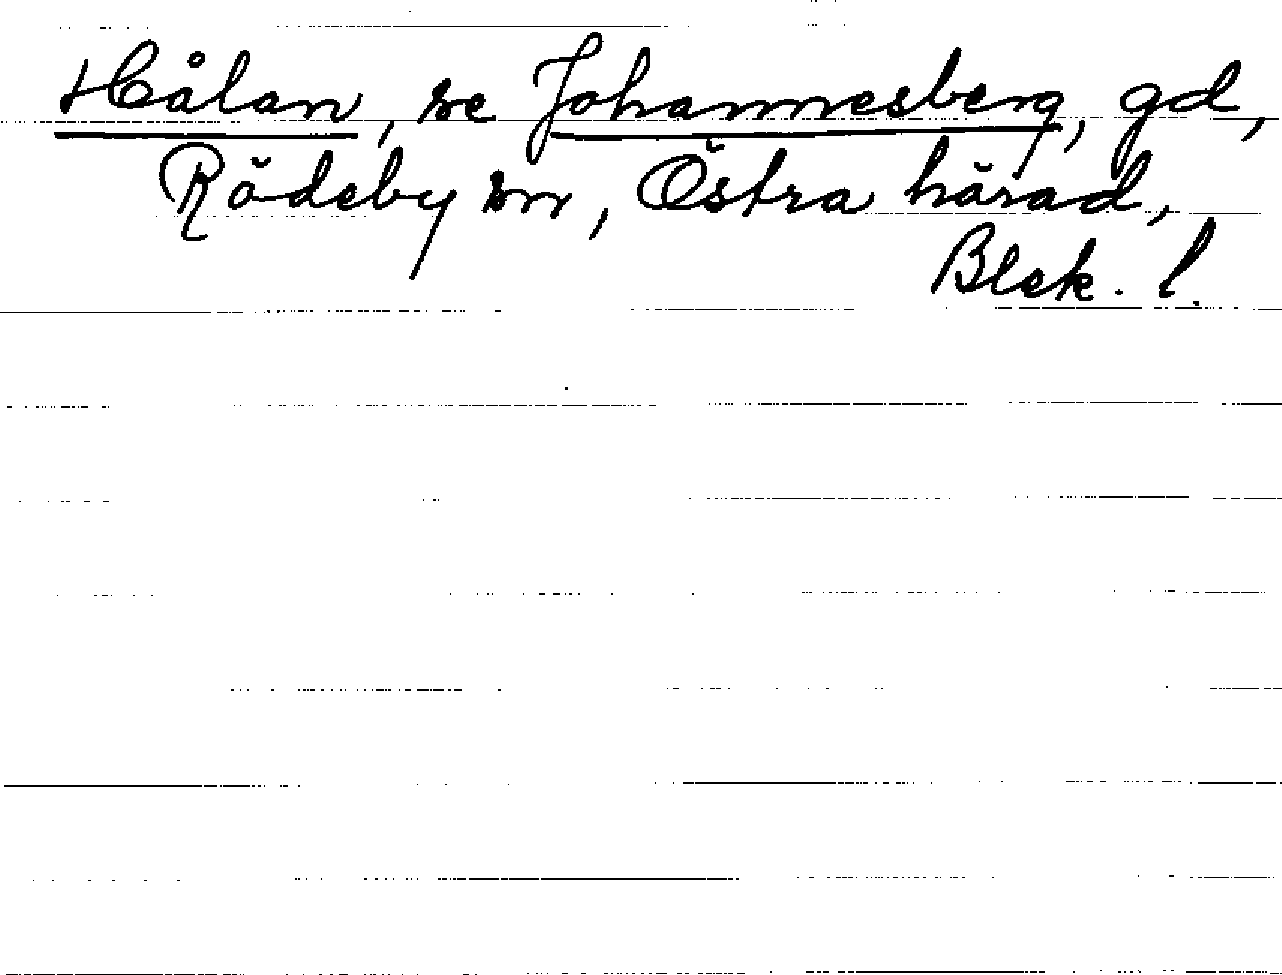 Hålan, se Johannesberg, gd,
Rödeby sn, Östra härad,
Blek. l.